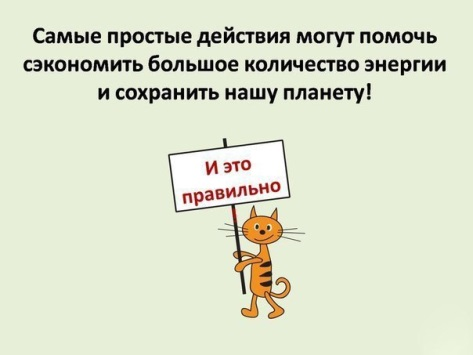 Самые простые действия могут помочь
сэкономить большое количество энергии
и сохранить нашу планету!
И это
правильно